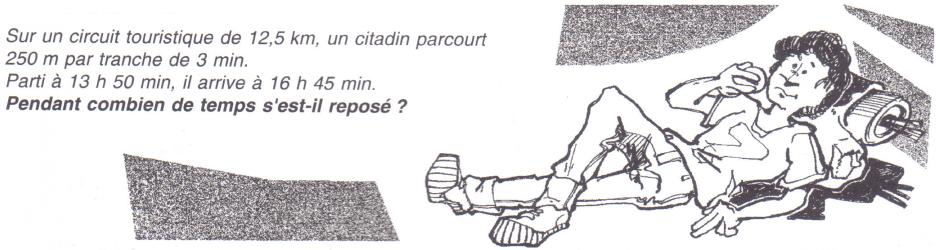 Sur un circuit touristique de 12,5 km, un citadin parcourt
250 m par tranche de 3 min.
Parti à 13 h 50 min, il arrive à 16 h 45 min.
Pendant combien de temps s'est-il reposé ?